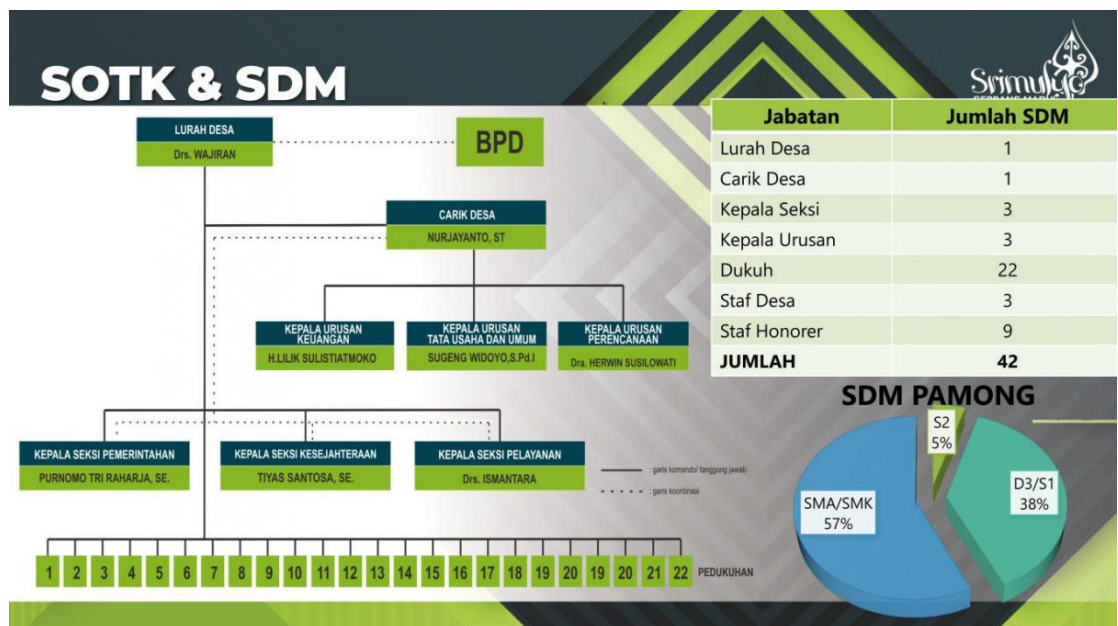 SOTK & SDM
Srimulyo
LURAH DESA
Drs. WAJIRAN
BPD
CARIK DESA
NURJAYANTO, ST
KEPALA URUSAN
KEUANGAN
H.LILIK SULISTIATMOKO
KEPALA URUSAN
TATA USAHA DAN UMUM
SUGENG WIDOYO,S.Pd.I
KEPALA URUSAN
PERENCANAAN
Dra. HERWIN SUSILOWATI
KEPALA SEKSI PEMERINTAHAN
PURNOMO TRI RAHARJA, SE.
KEPALA SEKSI KESEJAHTERAAN
TIYAS SANTOSA, SE.
KEPALA SEKSI PELAYANAN
Drs. ISMANTARA
: garis komando/ tanggung jawab
: garis koordinasi
1 2 3 4 5 6 7 8 9 10 11 12 13 14 15 16 17 18 19 20 19 20 21 22 PEDUKUHAN
Jabatan Jumlah SDM
Lurah Desa 1
Carik Desa 1
Kepala Seksi 3
Kepala Urusan 3
Dukuh 22
Staf Desa 3
Staf Honorer 9
JUMLAH 42
SDM PAMONG
S2
5%
D3/S1
38%
SMA/SMK
57%